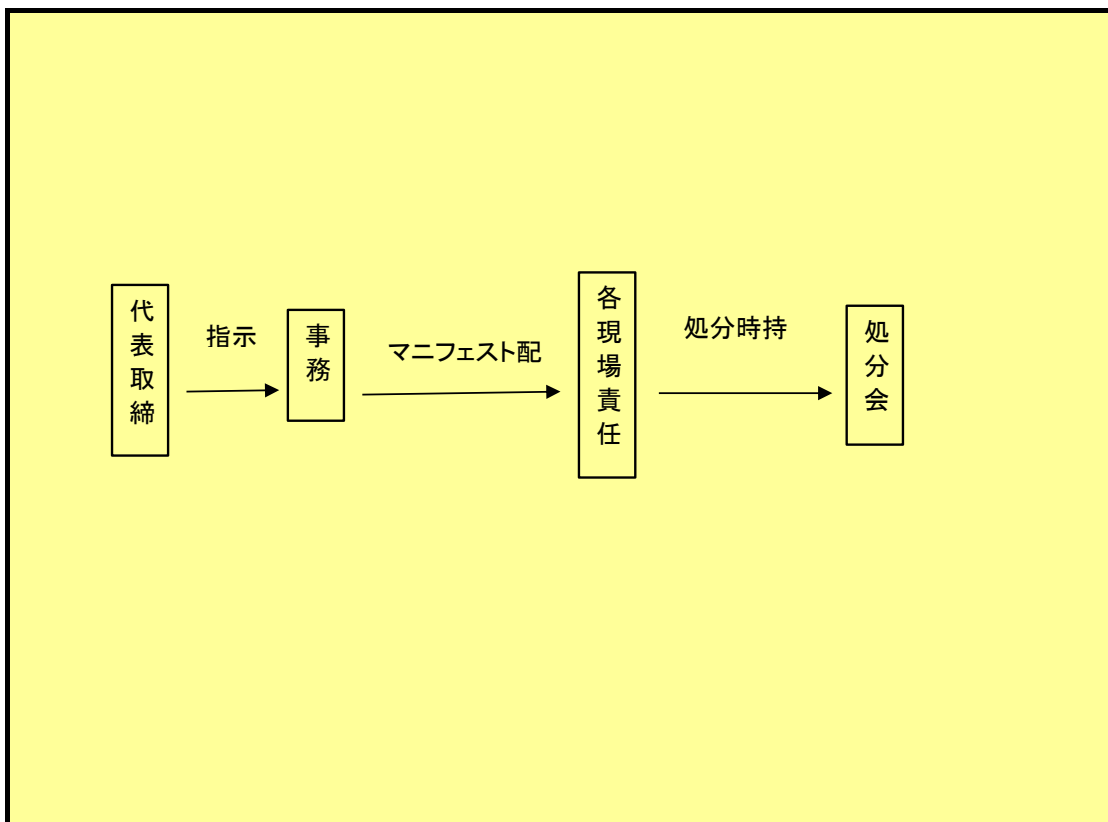 代表取締
指示
事務
マニフェスト配
各現場責任
処分時持
処分会